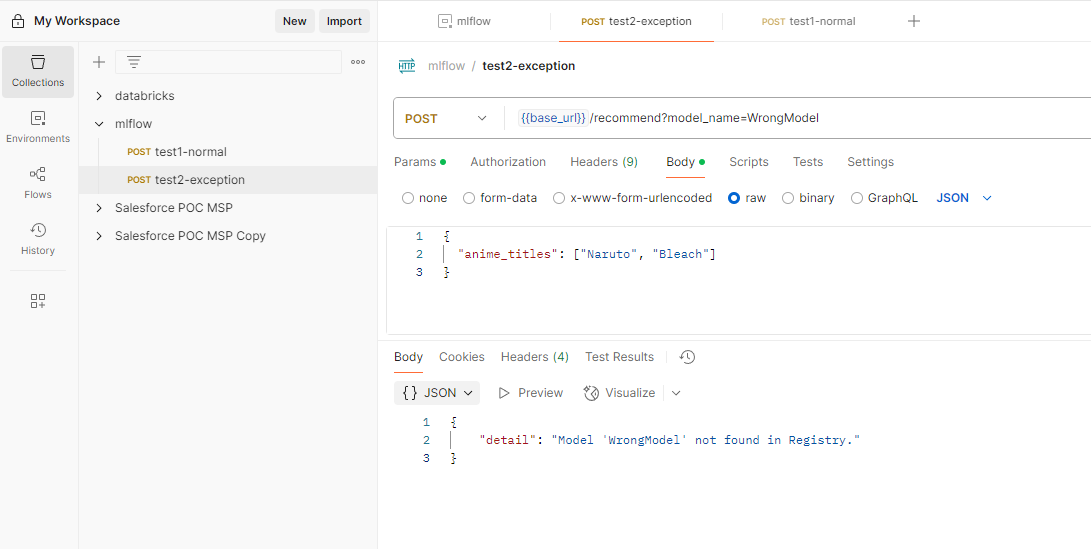 My Workspace
New
Import
mlflow
POST test2-exception
POST test1-normal
Collections
Environments
Flows
History
databricks
mlflow
POST test1-normal
POST test2-exception
Salesforce POC MSP
Salesforce POC MSP Copy
HTTP mlflow / test2-exception
POST
{{base_url}} /recommend?model_name=WrongModel
Params
Authorization
Headers (9)
Body
Scripts
Tests
Settings
none
form-data
x-www-form-urlencoded
raw
binary
GraphQL
JSON
1 {
2 "anime_titles": ["Naruto", "Bleach"]
3 }
Body
Cookies
Headers (4)
Test Results
{} JSON
Preview
Visualize
1 {
2 "detail": "Model 'WrongModel' not found in Registry."
3 }